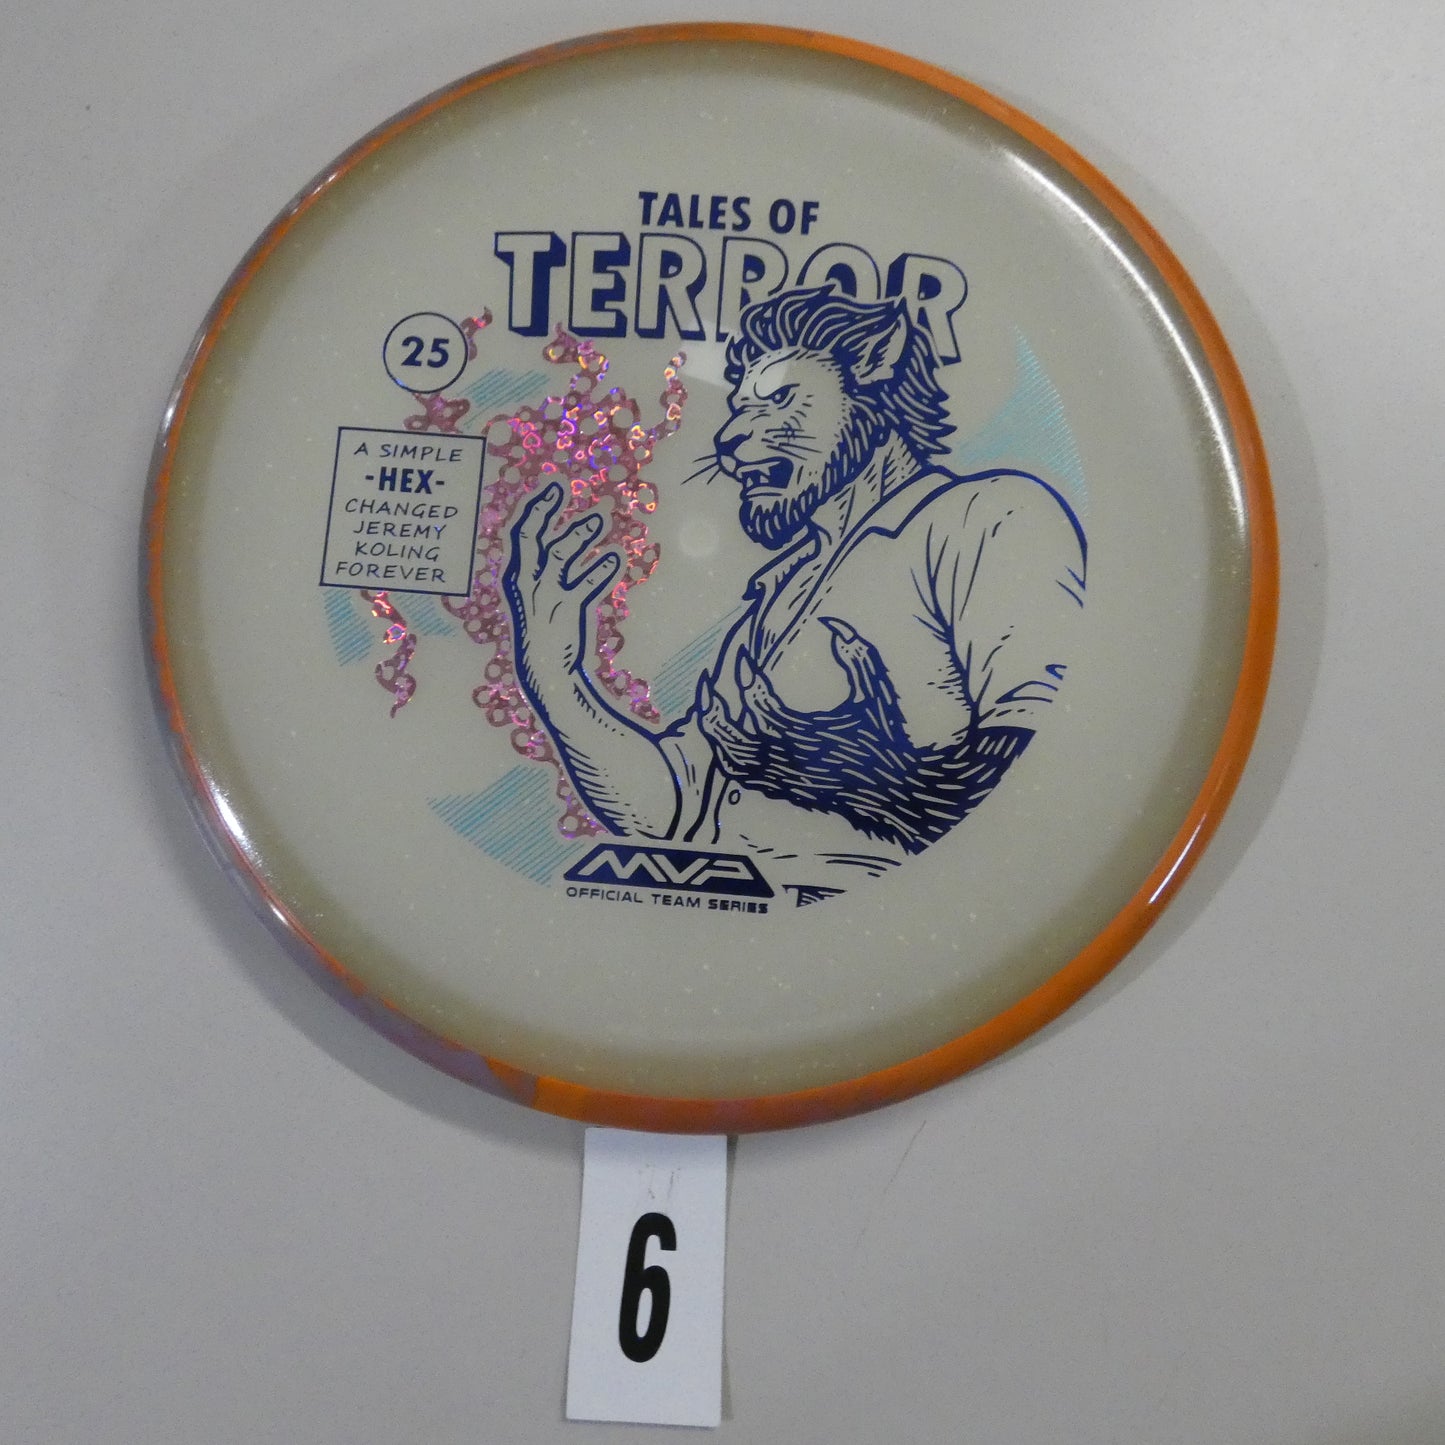 TALES OF
TERROR
25
A SIMPLE
-HEX-
CHANGED
JEREMY
KOLING
FOREVER
MVP
OFFICIAL TEAM SERIES
6